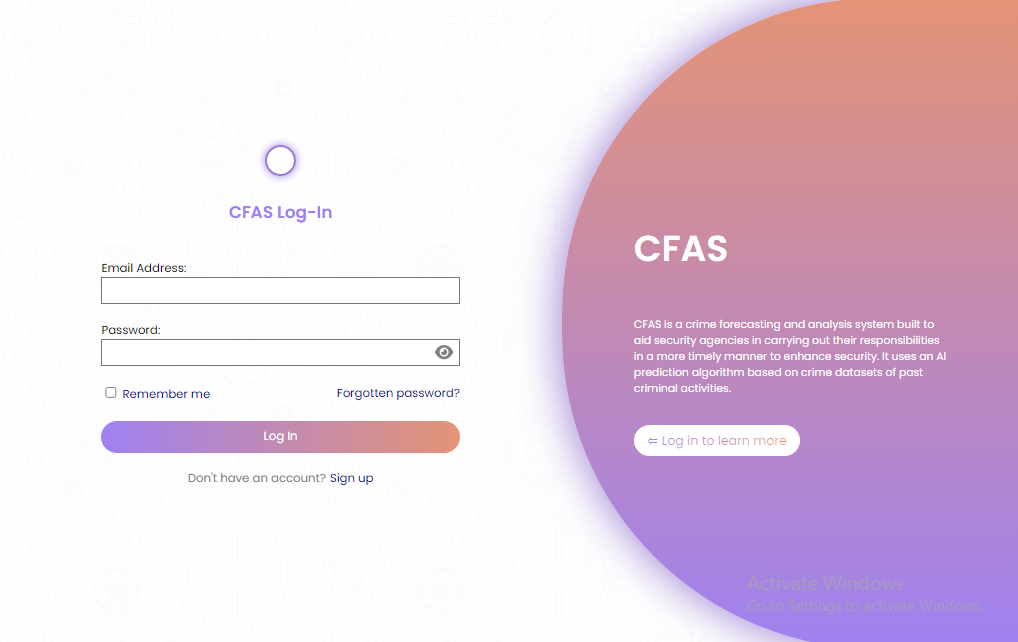 CFAS Log-In
Email Address:
Password:
Remember me
Forgotten password?
Log In
Don't have an account? Sign up
CFAS
CFAS is a crime forecasting and analysis system built to
aid security agencies in carrying out their responsibilities
in a more timely manner to enhance security. It uses an AI
prediction algorithm based on crime datasets of past
criminal activities.
⇐ Log in to learn more
Activate Windows
Go to Settings to activate Windows.